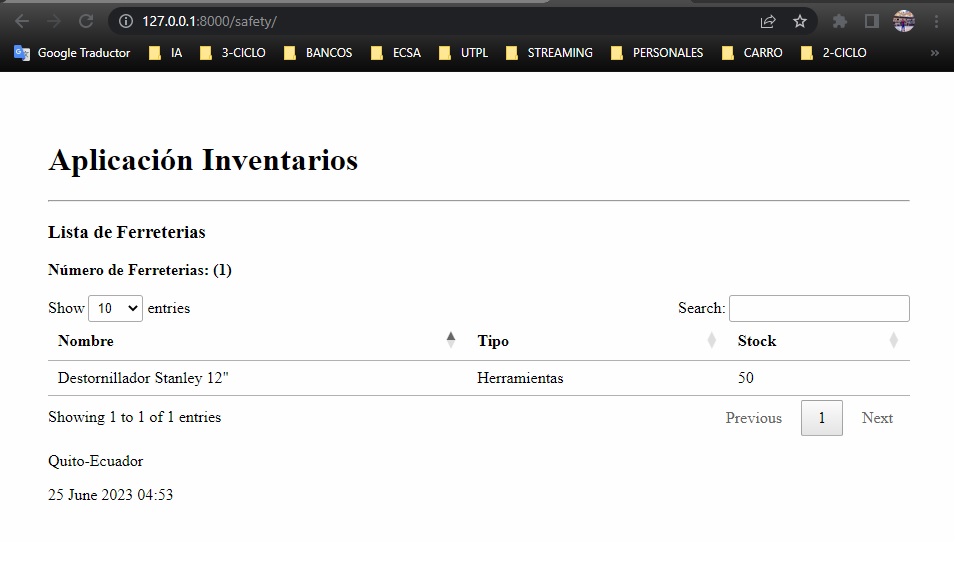 127.0.0.1:8000/safety/
Google Traductor IA 3-CICLO BANCOS ECSA UTPL STREAMING PERSONALES CARRO 2-CICLO »
Aplicación Inventarios
Lista de Ferreterias
Número de Ferreterias: (1)
Show 10 entries Search:
Nombre Tipo Stock
Destornillador Stanley 12" Herramientas 50
Showing 1 to 1 of 1 entries Previous 1 Next
Quito-Ecuador
25 June 2023 04:53